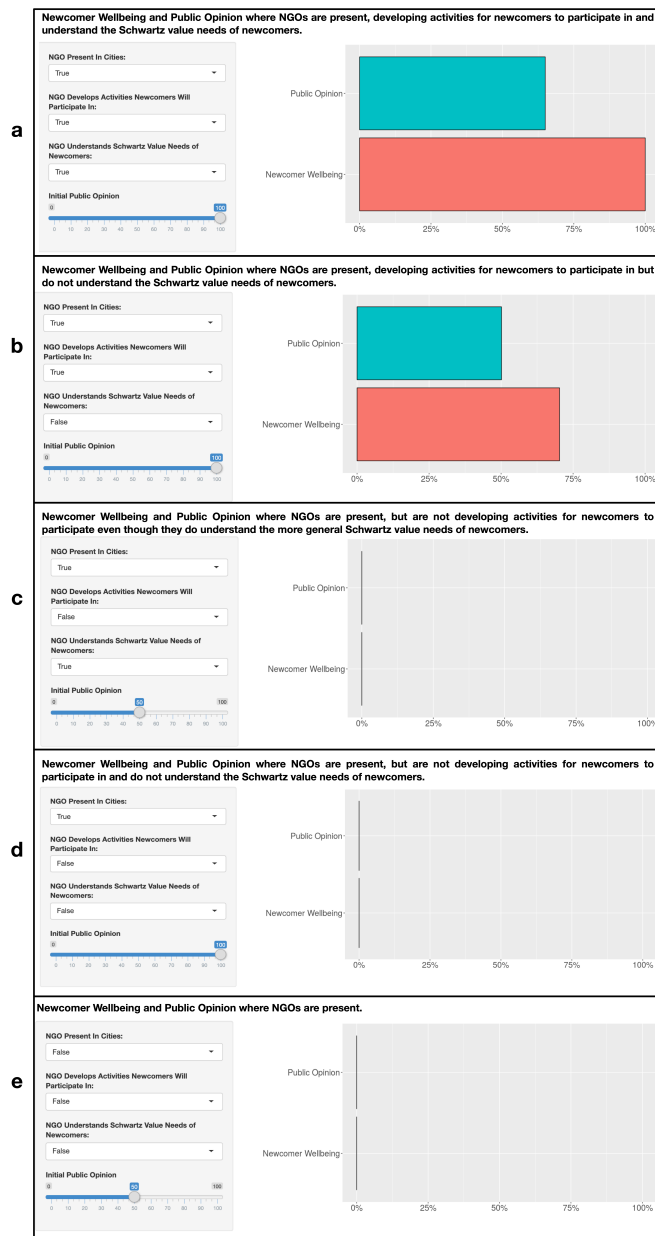 Newcomer Wellbeing and Public Opinion where NGOs are present, developing activities for newcomers to participate in and
understand the Schwartz value needs of newcomers.
a
NGO Present In Cities:
True
NGO Develops Activities Newcomers Will
Participate In:
True
NGO Understands Schwartz Value Needs of
Newcomers:
True
Initial Public Opinion
0 100
0 10 20 30 40 50 60 70 80 90 100
Public Opinion
Newcomer Wellbeing
0% 25% 50% 75% 100%
Newcomer Wellbeing and Public Opinion where NGOs are present, developing activities for newcomers to participate in but
do not understand the Schwartz value needs of newcomers.
b
NGO Present In Cities:
True
NGO Develops Activities Newcomers Will
Participate In:
True
NGO Understands Schwartz Value Needs of
Newcomers:
False
Initial Public Opinion
0 100
0 10 20 30 40 50 60 70 80 90 100
Public Opinion
Newcomer Wellbeing
0% 25% 50% 75% 100%
Newcomer Wellbeing and Public Opinion where NGOs are present, but are not developing activities for newcomers to
participate even though they do understand the more general Schwartz value needs of newcomers.
c
NGO Present In Cities:
True
NGO Develops Activities Newcomers Will
Participate In:
False
NGO Understands Schwartz Value Needs of
Newcomers:
True
Initial Public Opinion
0 50 100
0 10 20 30 40 50 60 70 80 90 100
Public Opinion
Newcomer Wellbeing
0% 25% 50% 75% 100%
Newcomer Wellbeing and Public Opinion where NGOs are present, but are not developing activities for newcomers to
participate in and do not understand the Schwartz value needs of newcomers.
d
NGO Present In Cities:
True
NGO Develops Activities Newcomers Will
Participate In:
False
NGO Understands Schwartz Value Needs of
Newcomers:
False
Initial Public Opinion
0 100
0 10 20 30 40 50 60 70 80 90 100
Public Opinion
Newcomer Wellbeing
0% 25% 50% 75% 100%
Newcomer Wellbeing and Public Opinion where NGOs are present.
e
NGO Present In Cities:
False
NGO Develops Activities Newcomers Will
Participate In:
False
NGO Understands Schwartz Value Needs of
Newcomers:
False
Initial Public Opinion
0 50 100
0 10 20 30 40 50 60 70 80 90 100
Public Opinion
Newcomer Wellbeing
0% 25% 50% 75% 100%